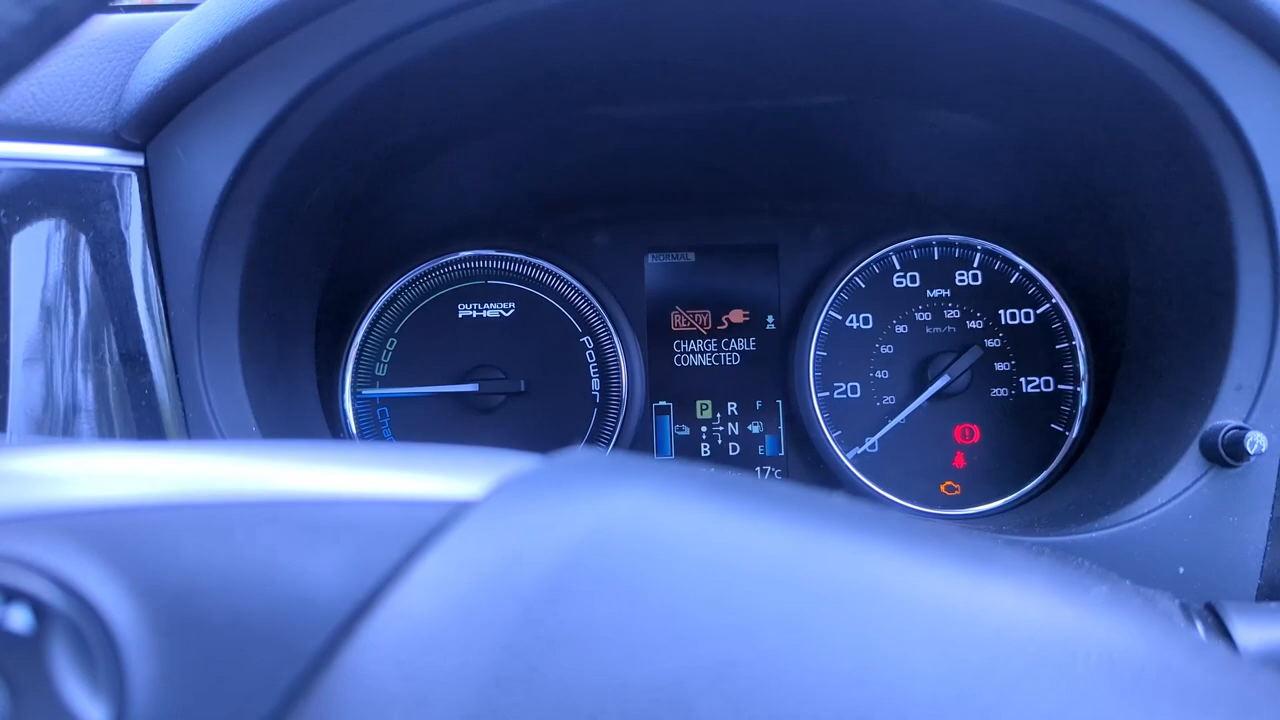 OUTLANDER
PHEV
Eco
Power
NORMAL
READY
CHARGE CABLE
CONNECTED
P R
N
B D
F
E
17°C
0
20
40
60
80
100
120
MPH
km/h
20
40
60
80
100
120
140
160
180
200